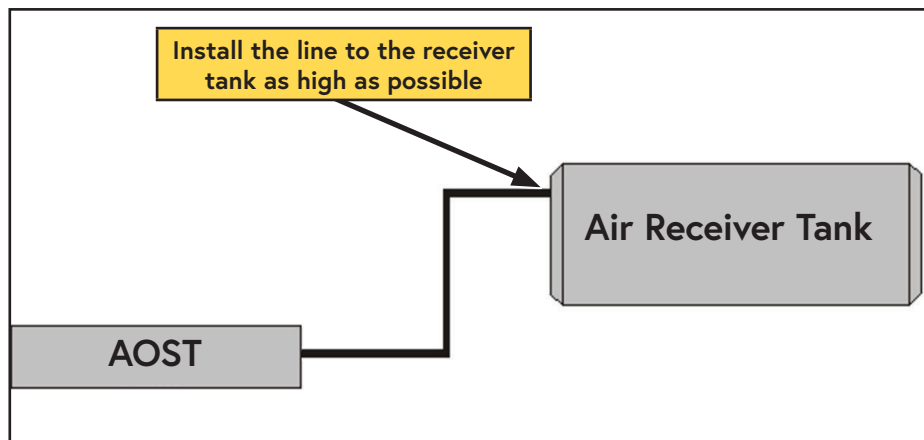 Install the line to the receiver
tank as high as possible
Air Receiver Tank
AOST